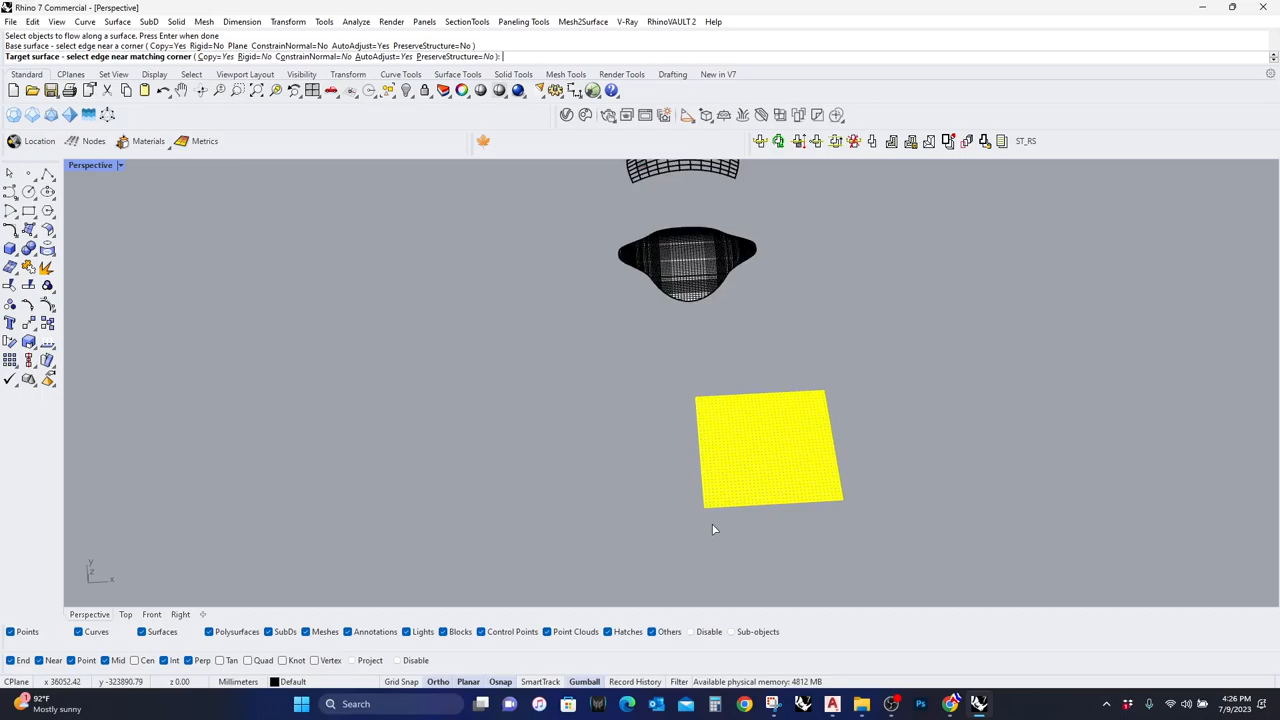 Rhino 7 Commercial - [Perspective]
File Edit View Curve Surface SubD Solid Mesh Dimension Transform Tools Analyze Render Panels SectionTools Paneling Tools Mesh2Surface V-Ray RhinoVAULT 2 Help
Select objects to flow along a surface. Press Enter when done
Base surface - select edge near a corner ( Copy=Yes Rigid=No Plane ConstrainNormal=No AutoAdjust=Yes PreserveStructure=No )
Target surface - select edge near matching corner ( Copy=Yes Rigid=No ConstrainNormal=No AutoAdjust=Yes PreserveStructure=No ):
Standard CPlanes Set View Display Select Viewport Layout Visibility Transform Curve Tools Surface Tools Solid Tools Mesh Tools Render Tools Drafting New in V7
Location Nodes Materials Metrics ST_RS
Perspective
y
z
x
Perspective Top Front Right
Points Curves Surfaces Polysurfaces SubDs Meshes Annotations Lights Blocks Control Points Point Clouds Hatches Others Disable Sub-objects
End Near Point Mid Cen Int Perp Tan Quad Knot Vertex Project Disable
CPlane x 36052.42 y -323890.79 z 0.00 Millimeters Default Grid Snap Ortho Planar Osnap SmartTrack Gumball Record History Filter Available physical memory: 4812 MB
92°F
Mostly sunny
Search
4:26 PM
7/9/2023